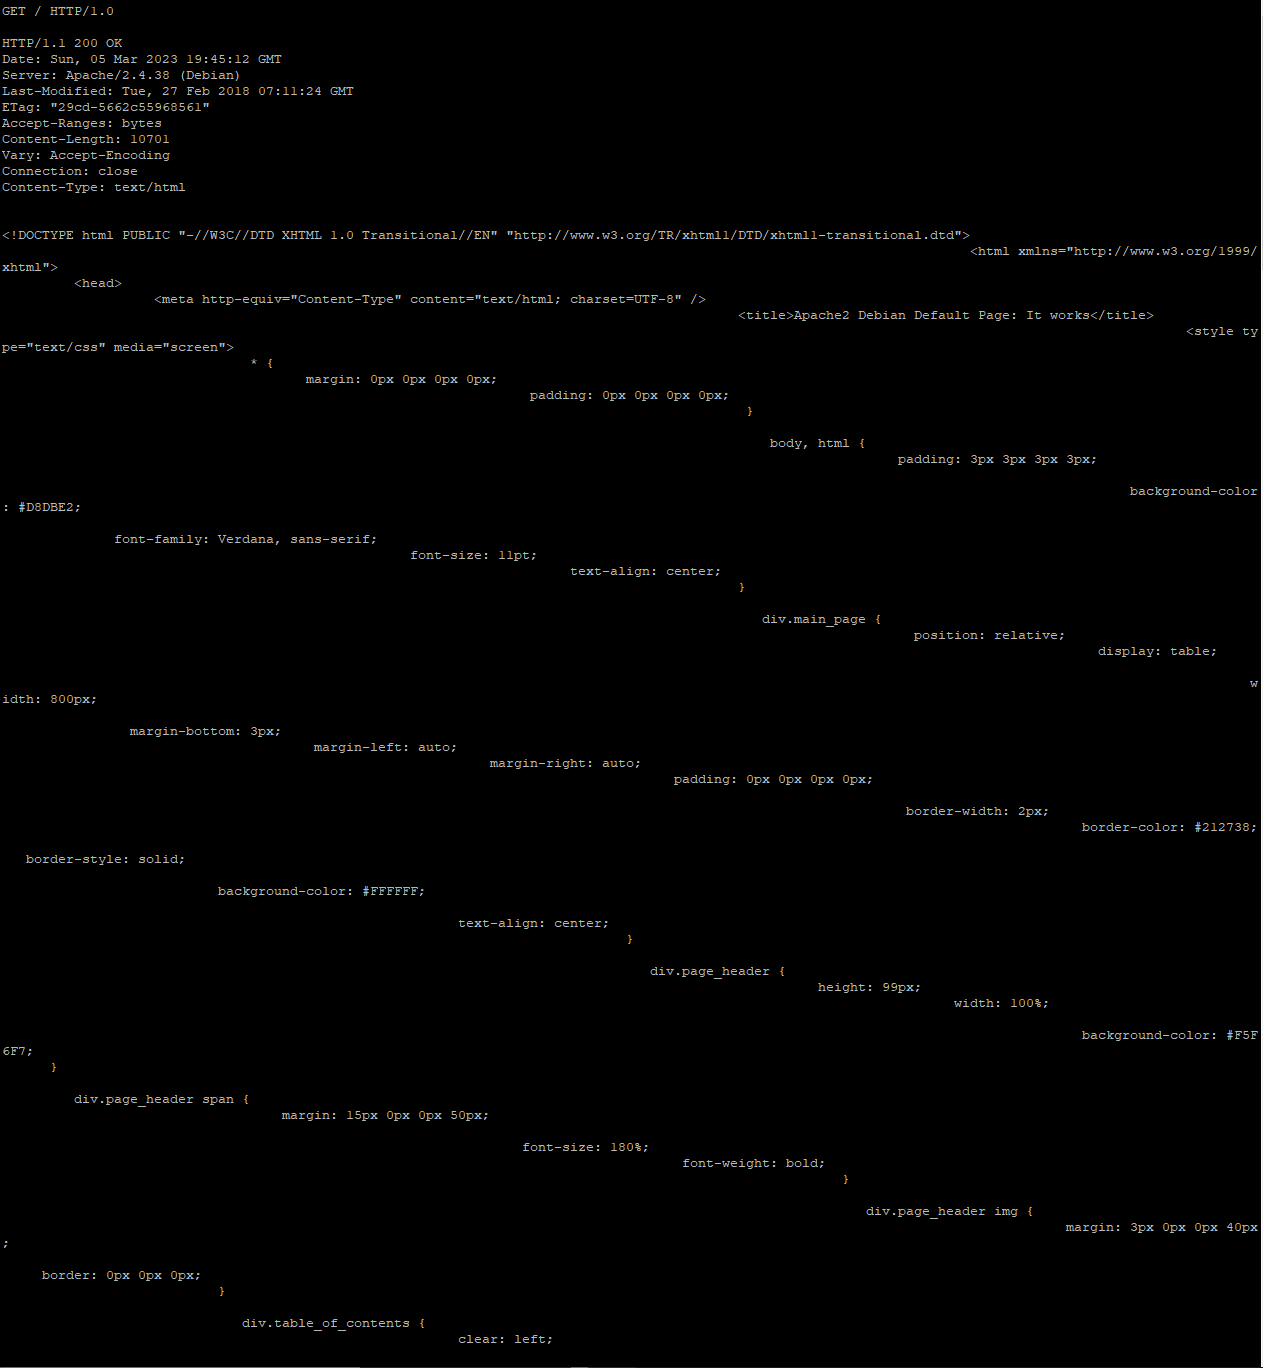 GET / HTTP/1.0
HTTP/1.1 200 OK
Date: Sun, 05 Mar 2023 19:45:12 GMT
Server: Apache/2.4.38 (Debian)
Last-Modified: Tue, 27 Feb 2018 07:11:24 GMT
ETag: "29cd-5662c55968561"
Accept-Ranges: bytes
Content-Length: 10701
Vary: Accept-Encoding
Connection: close
Content-Type: text/html
<!DOCTYPE html PUBLIC "-//W3C//DTD XHTML 1.0 Transitional//EN" "http://www.w3.org/TR/xhtml1/DTD/xhtml1-transitional.dtd">
<html xmlns="http://www.w3.org/1999/
xhtml">
<head>
<meta http-equiv="Content-Type" content="text/html; charset=UTF-8" />
<title>Apache2 Debian Default Page: It works</title>
<style ty
pe="text/css" media="screen">
* {
margin: 0px 0px 0px 0px;
padding: 0px 0px 0px 0px;
}
body, html {
padding: 3px 3px 3px 3px;
background-color
: #D8DBE2;
font-family: Verdana, sans-serif;
font-size: 11pt;
text-align: center;
}
div.main_page {
position: relative;
display: table;
w
idth: 800px;
margin-bottom: 3px;
margin-left: auto;
margin-right: auto;
padding: 0px 0px 0px 0px;
border-width: 2px;
border-color: #212738;
border-style: solid;
background-color: #FFFFFF;
text-align: center;
}
div.page_header {
height: 99px;
width: 100%;
background-color: #F5F
6F7;
}
div.page_header span {
margin: 15px 0px 0px 50px;
font-size: 180%;
font-weight: bold;
}
div.page_header img {
margin: 3px 0px 0px 40px
;
border: 0px 0px 0px;
}
div.table_of_contents {
clear: left;